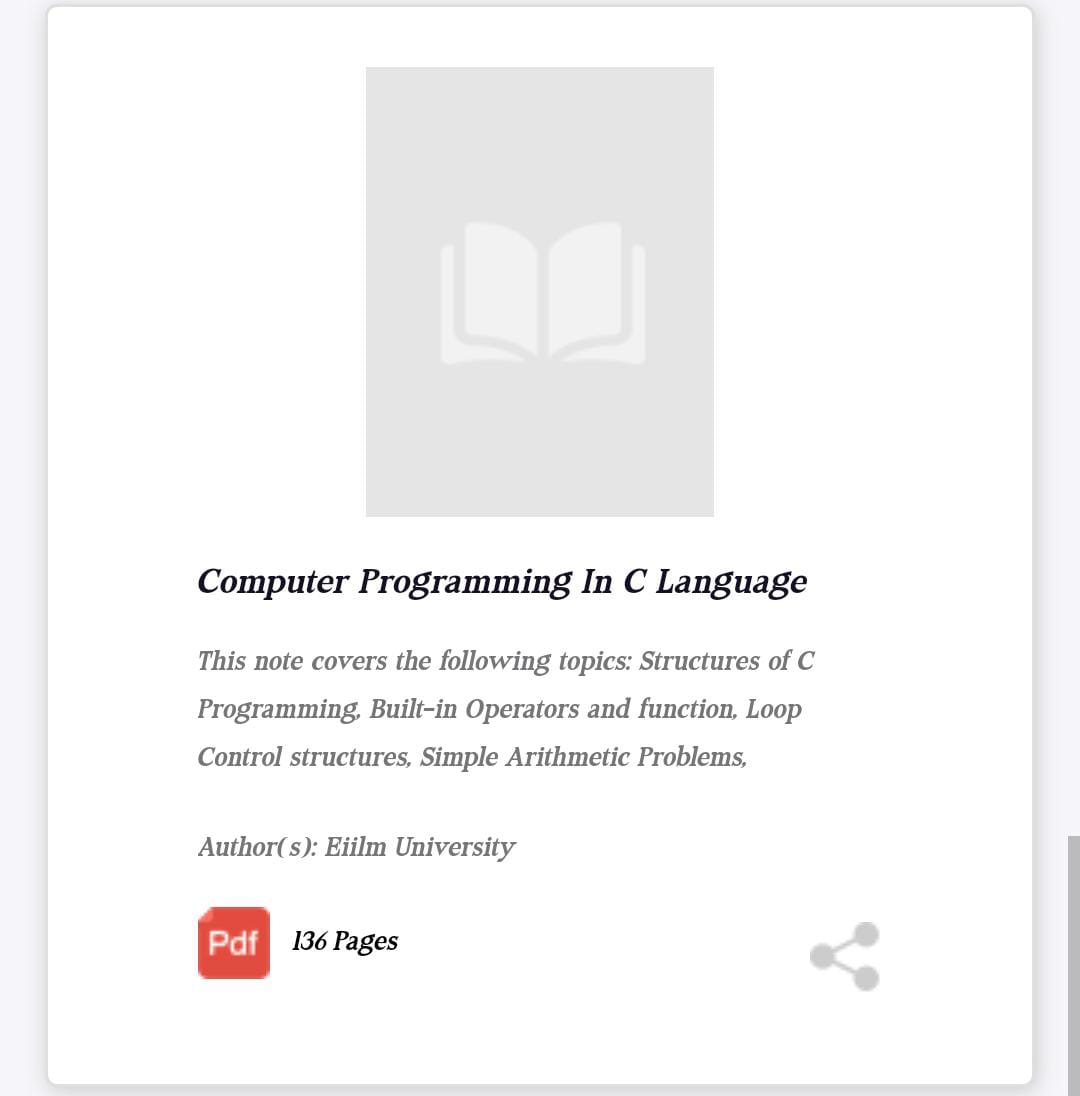 Computer Programming In C Language
This note covers the following topics: Structures of C
Programming, Built-in Operators and function, Loop
Control structures, Simple Arithmetic Problems,
Author(s): Eiilm University
Pdf 136 Pages